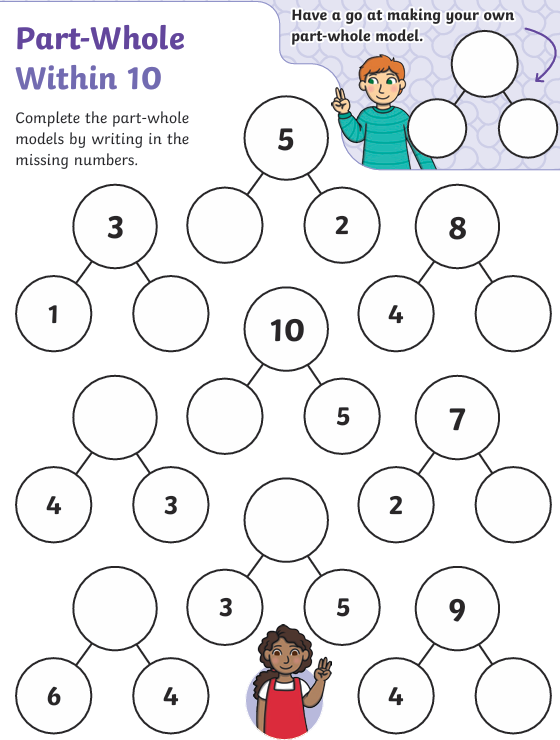 Part-Whole
Within 10
Complete the part-whole
models by writing in the
missing numbers.
Have a go at making your own
part-whole model.
5
2
3
1
8
4
10
5
4
3
7
2
3
5
6
4
9
4